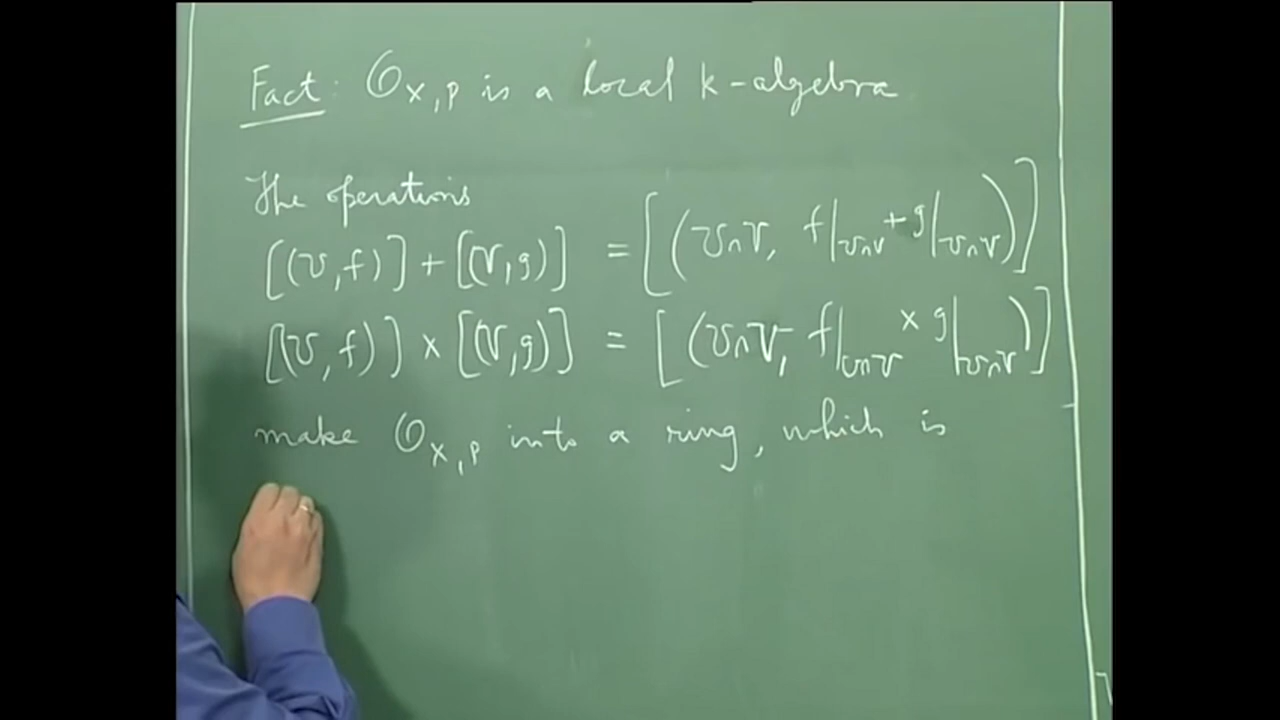 Fact: O_{X,p} is a local k-algebra
The operations
[(U,f)] + [(V,g)] = [(U∩V, f|_{U∩V} + g|_{U∩V})]
[(U,f)] × [(V,g)] = [(U∩V, f|_{U∩V} × g|_{U∩V})]
make O_{X,p} into a ring, which is